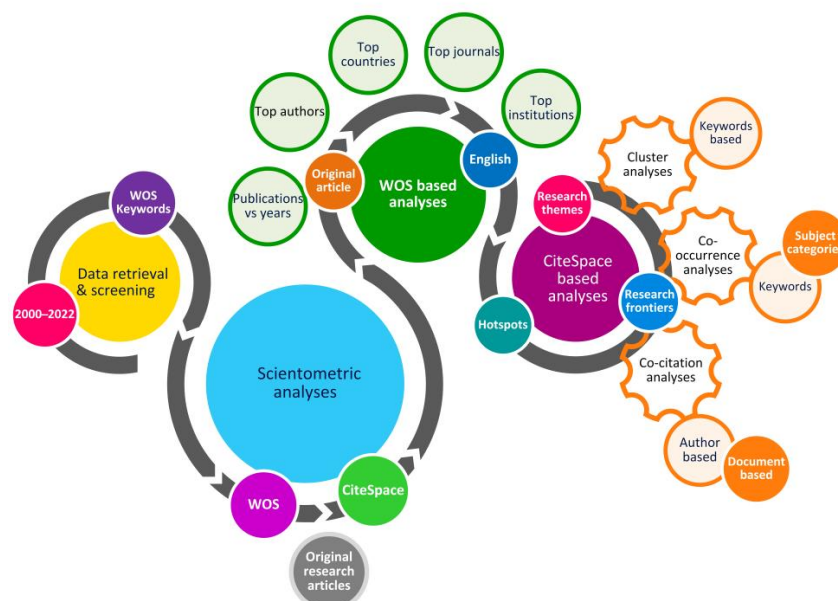 Top
countries
Top journals
Top authors
Top
institutions
Publications
vs years
Original
article
WOS based
analyses
English
Keywords
based
Cluster
analyses
WOS
Keywords
Data retrieval
& screening
2000–2022
Research
themes
CiteSpace
based
analyses
Hotspots
Research
frontiers
Co-
occurrence
analyses
Subject
categories
Keywords
Scientometric
analyses
Co-citation
analyses
Author
based
Document
based
WOS
CiteSpace
Original
research
articles